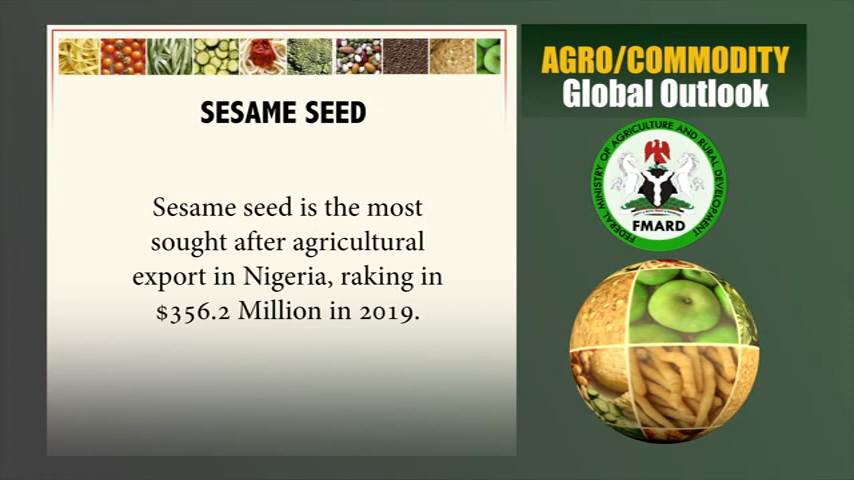 SESAME SEED
Sesame seed is the most
sought after agricultural
export in Nigeria, raking in
$356.2 Million in 2019.
AGRO/COMMODITY
Global Outlook
FEDERAL MINISTRY OF AGRICULTURE AND RURAL DEVELOPMENT
FMARD